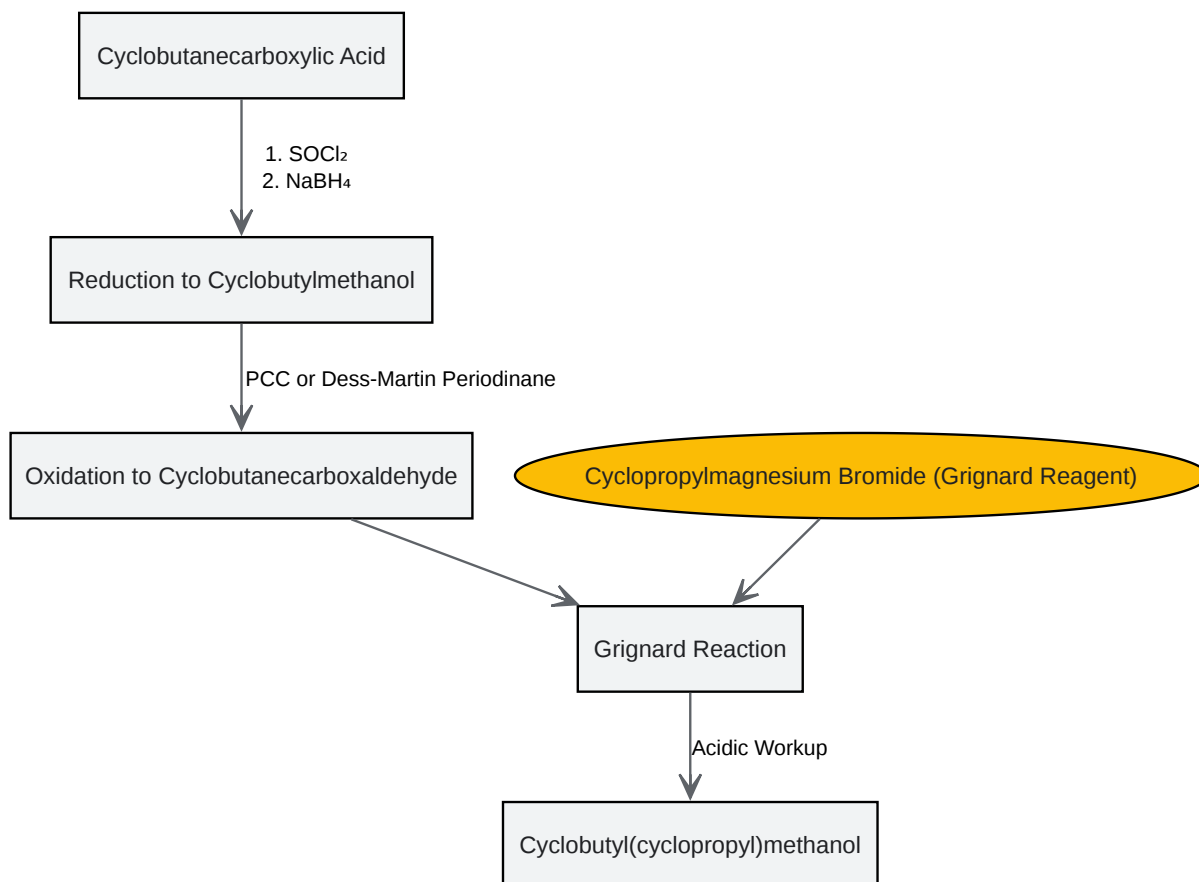 Cyclobutanecarboxylic Acid
1. SOCl₂
2. NaBH₄
Reduction to Cyclobutylmethanol
PCC or Dess-Martin Periodinane
Oxidation to Cyclobutanecarboxaldehyde
Cyclopropylmagnesium Bromide (Grignard Reagent)
Grignard Reaction
Acidic Workup
Cyclobutyl(cyclopropyl)methanol